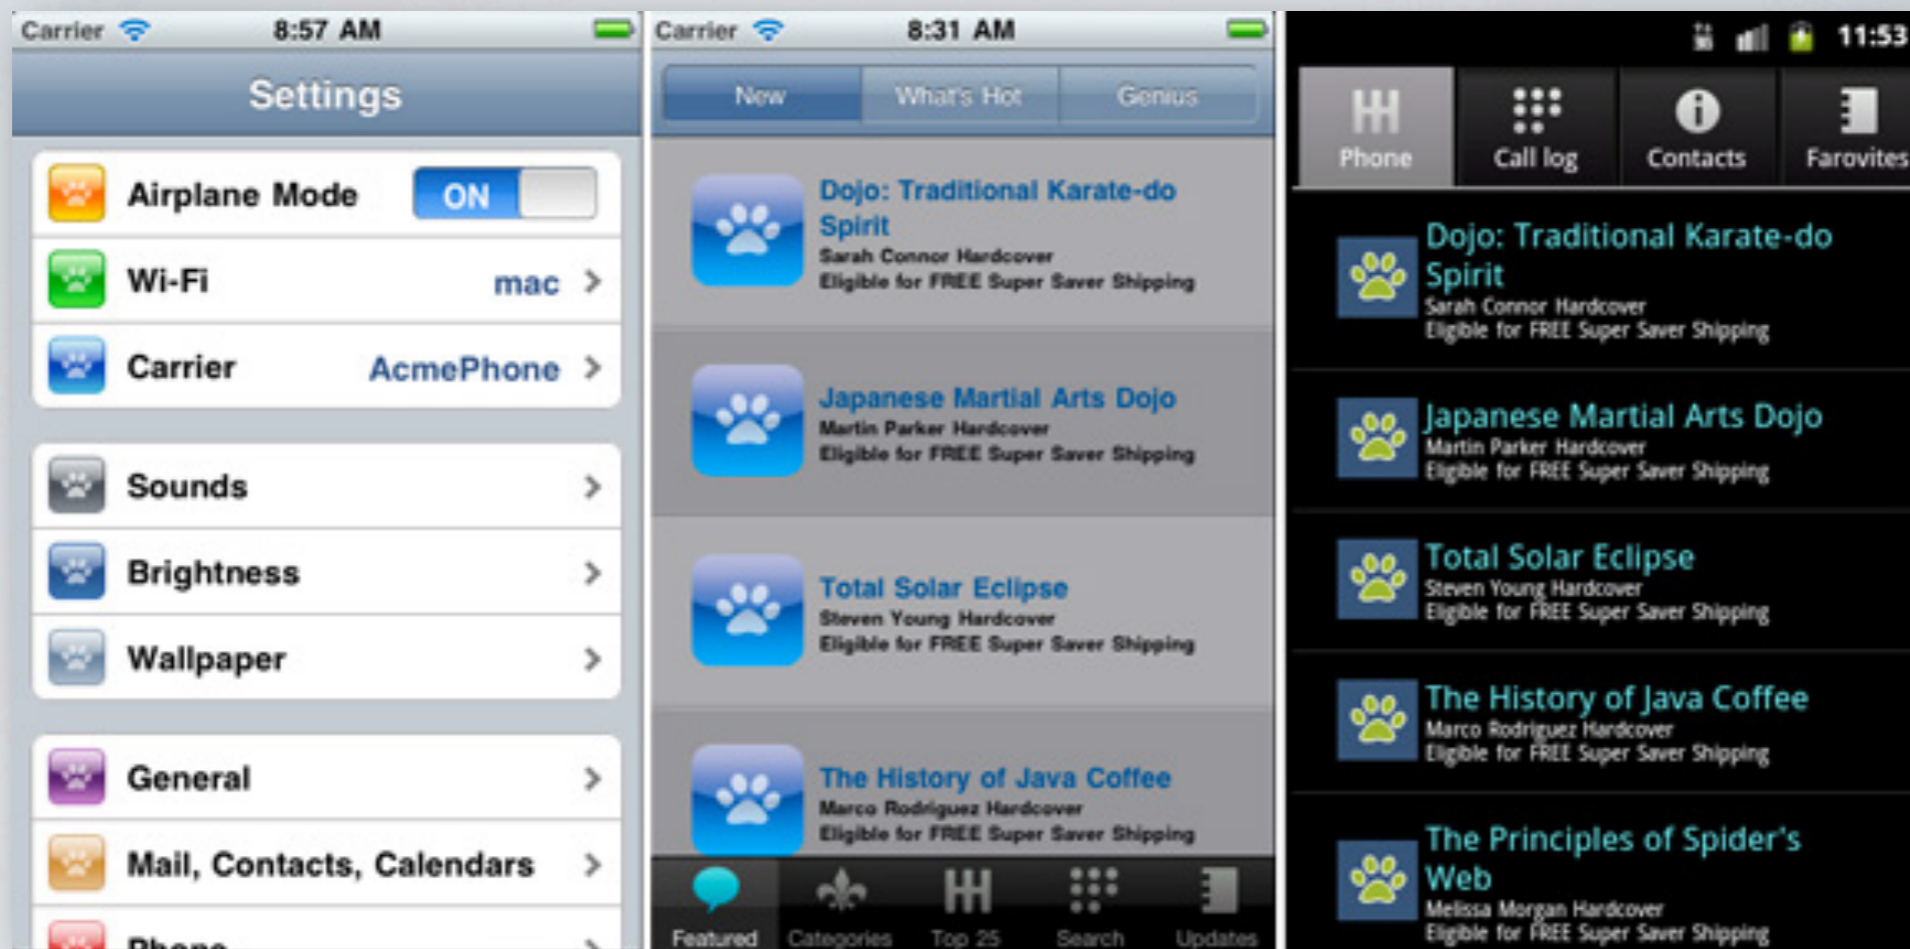 Carrier 8:57 AM
Settings
Airplane Mode ON
Wi-Fi mac
Carrier AcmePhone
Sounds
Brightness
Wallpaper
General
Mail, Contacts, Calendars
Phone
Carrier 8:31 AM
New What's Hot Genius
Dojo: Traditional Karate-do
Spirit
Sarah Connor Hardcover
Eligible for FREE Super Saver Shipping
Japanese Martial Arts Dojo
Martin Parker Hardcover
Eligible for FREE Super Saver Shipping
Total Solar Eclipse
Steven Young Hardcover
Eligible for FREE Super Saver Shipping
The History of Java Coffee
Marco Rodriguez Hardcover
Eligible for FREE Super Saver Shipping
Featured Categories Top 25 Search Updates
11:53
Phone Call log Contacts Farovites
Dojo: Traditional Karate-do
Spirit
Sarah Connor Hardcover
Eligible for FREE Super Saver Shipping
Japanese Martial Arts Dojo
Martin Parker Hardcover
Eligible for FREE Super Saver Shipping
Total Solar Eclipse
Steven Young Hardcover
Eligible for FREE Super Saver Shipping
The History of Java Coffee
Marco Rodriguez Hardcover
Eligible for FREE Super Saver Shipping
The Principles of Spider's
Web
Melissa Morgan Hardcover
Eligible for FREE Super Saver Shipping